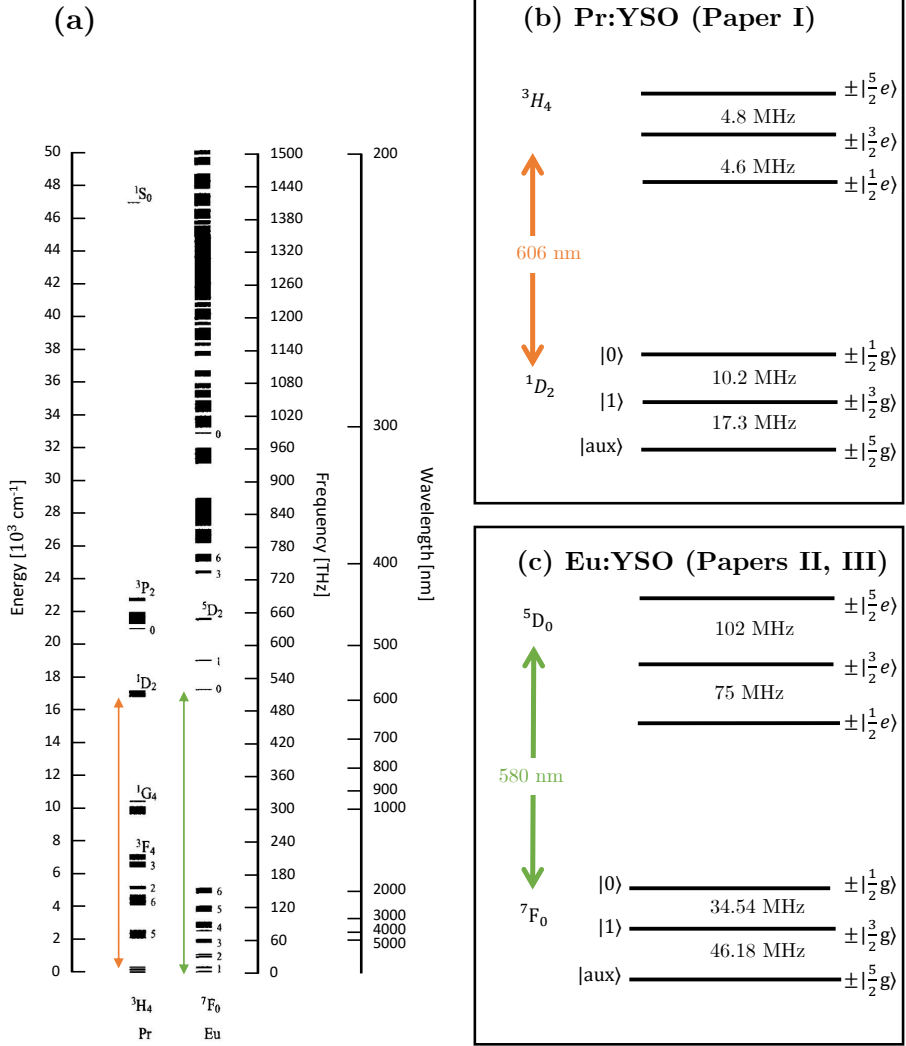 (a)
Energy [10³ cm⁻¹]
50
48
46
44
42
40
38
36
34
32
30
28
26
24
22
20
18
16
14
12
10
8
6
4
2
0
¹S₀
³P₂
0
¹D₂
¹G₄
³F₄
3
2
6
5
³H₄
Pr
0
6
3
⁵D₂
1
0
6
5
4
3
2
1
⁷F₀
Eu
1500
1440
1380
1320
1260
1200
1140
1080
1020
960
900
840
780
720
660
600
540
480
420
360
300
240
180
120
60
0
Frequency [THz]
200
300
400
500
600
700
800
900
1000
2000
3000
4000
5000
Wavelength [nm]
(b) Pr:YSO (Paper I)
³H₄
±|5/2 e⟩
4.8 MHz
±|3/2 e⟩
4.6 MHz
±|1/2 e⟩
606 nm
¹D₂
|0⟩ ±|1/2 g⟩
10.2 MHz
|1⟩ ±|3/2 g⟩
17.3 MHz
|aux⟩ ±|5/2 g⟩
(c) Eu:YSO (Papers II, III)
⁵D₀
±|5/2 e⟩
102 MHz
±|3/2 e⟩
75 MHz
±|1/2 e⟩
580 nm
⁷F₀
|0⟩ ±|1/2 g⟩
34.54 MHz
|1⟩ ±|3/2 g⟩
46.18 MHz
|aux⟩ ±|5/2 g⟩